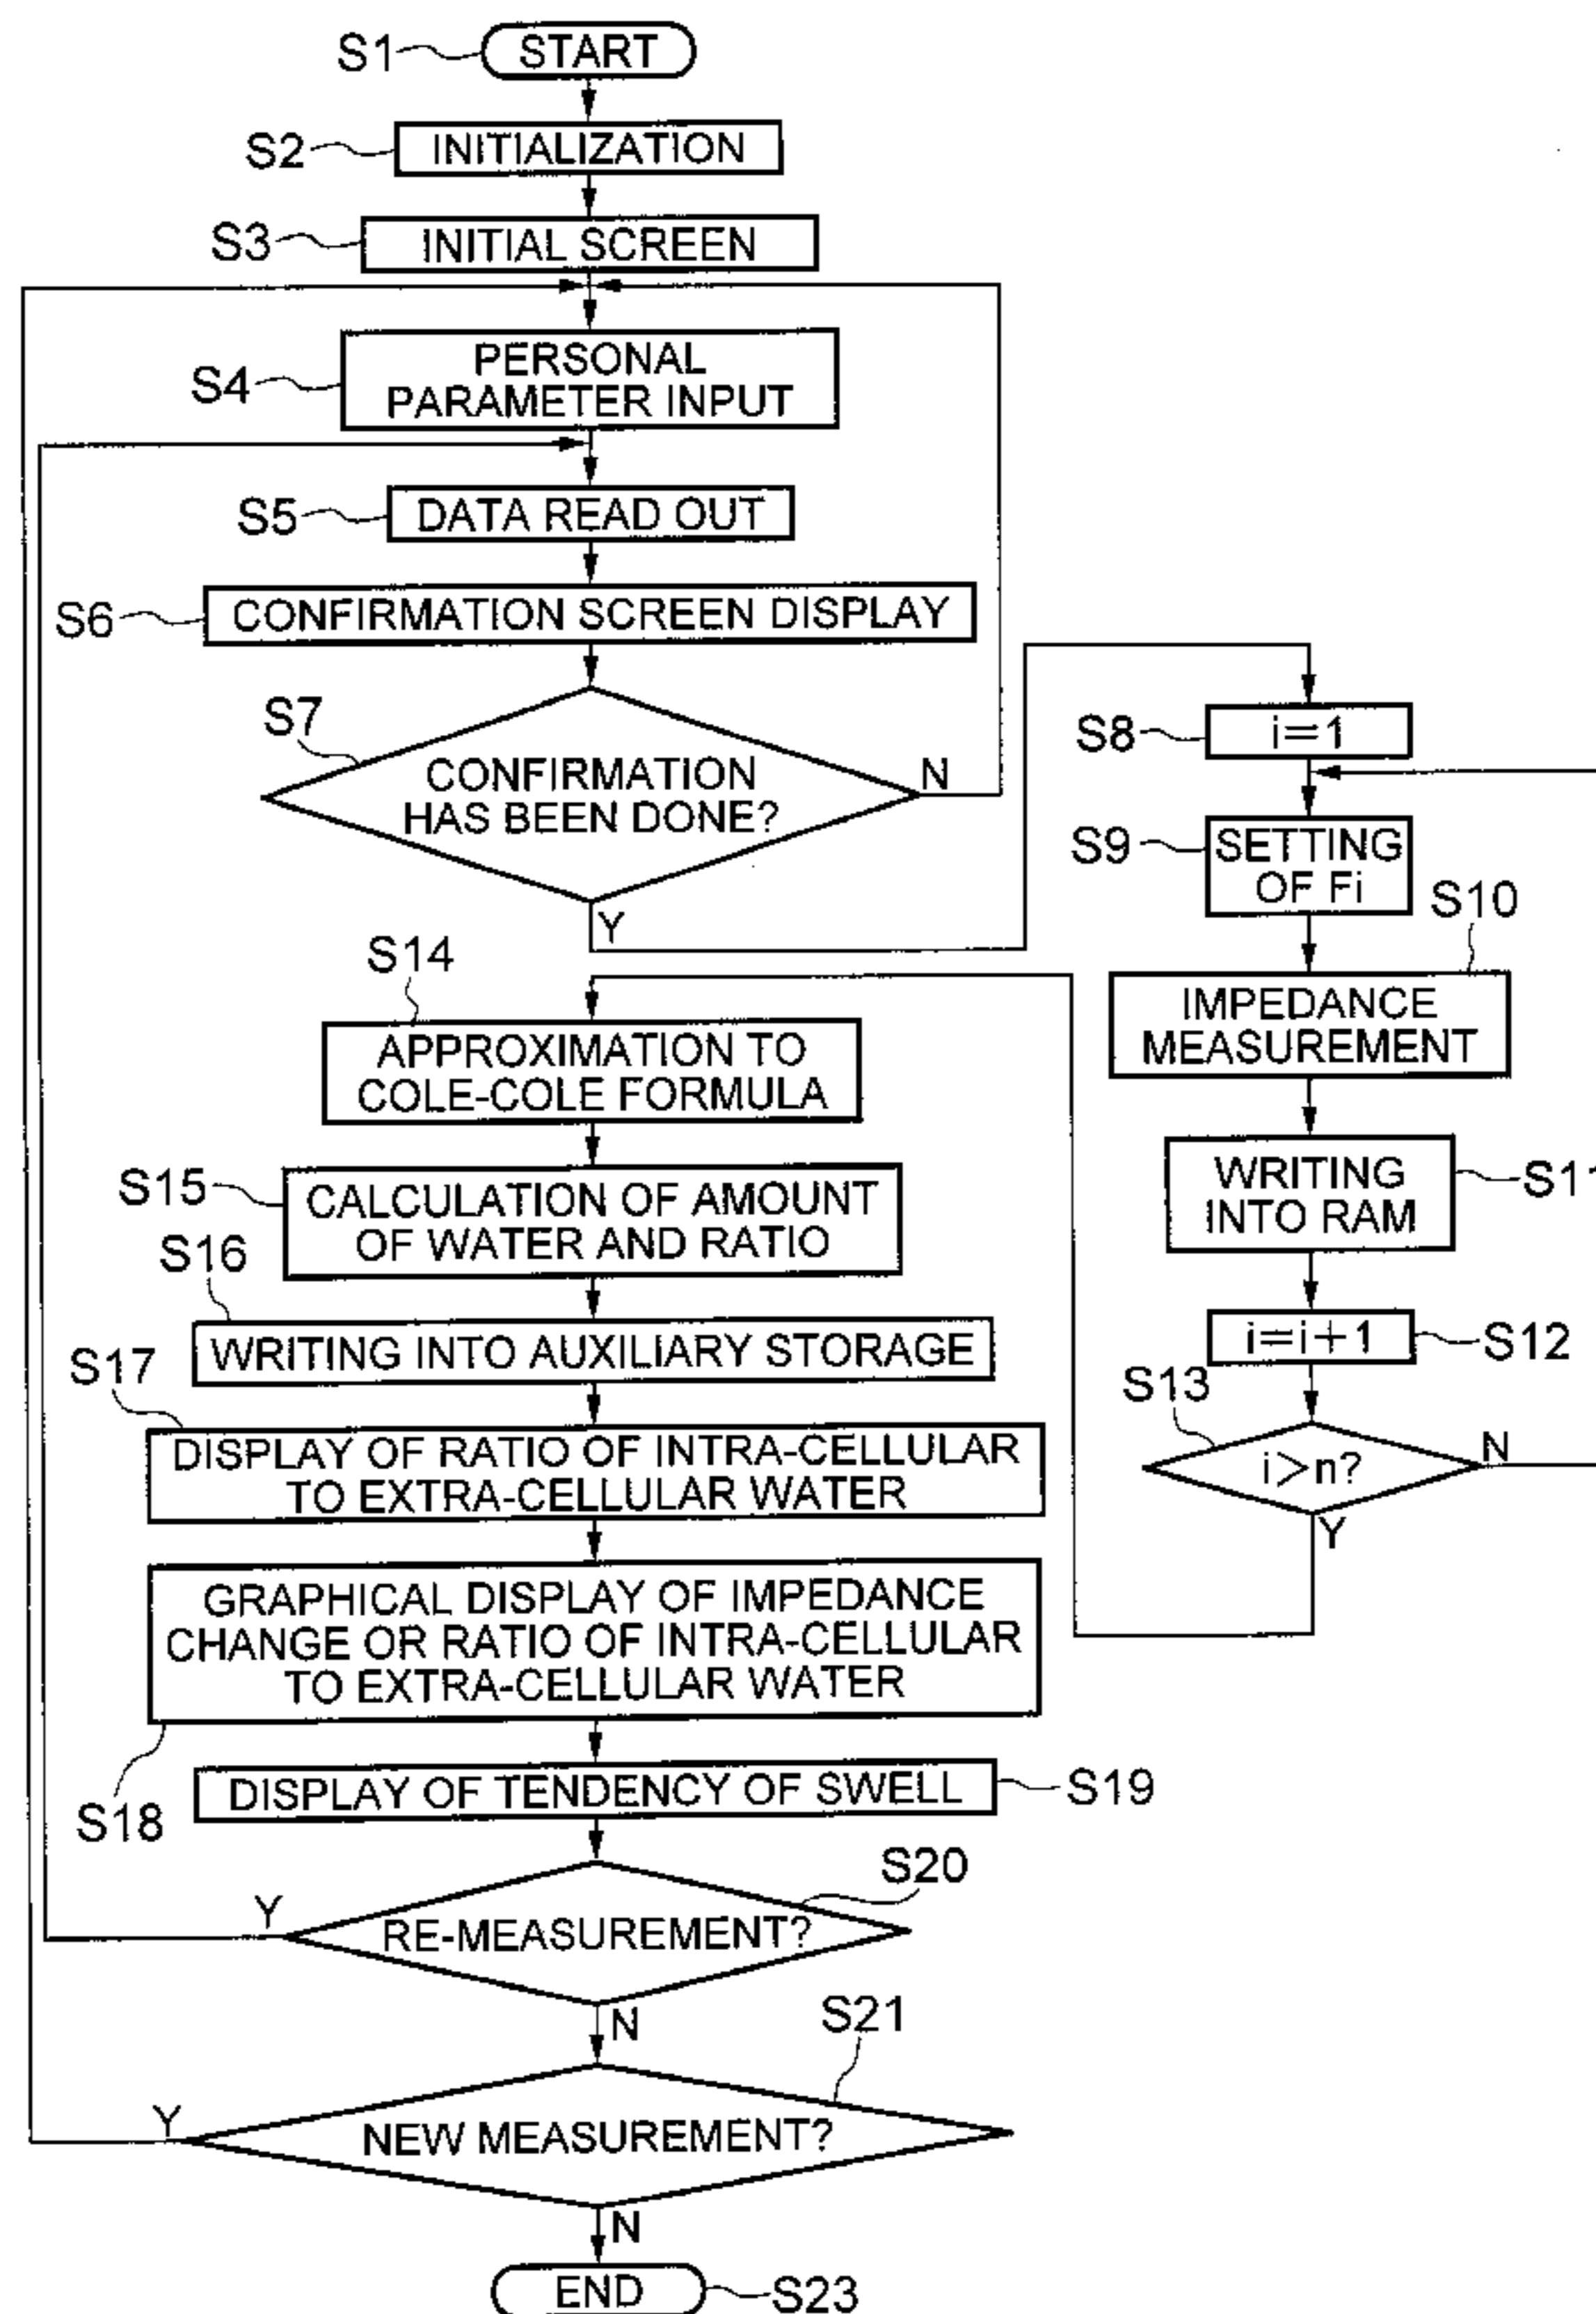 S1
START
S2
INITIALIZATION
S3
INITIAL SCREEN
S4
PERSONAL
PARAMETER INPUT
S5
DATA READ OUT
S6
CONFIRMATION SCREEN DISPLAY
S7
CONFIRMATION
HAS BEEN DONE?
N
Y
S8
i=1
S9
SETTING
OF Fi
S10
IMPEDANCE
MEASUREMENT
WRITING
INTO RAM
S11
i=i+1
S12
S13
i>n?
N
Y
S14
APPROXIMATION TO
COLE-COLE FORMULA
S15
CALCULATION OF AMOUNT
OF WATER AND RATIO
S16
WRITING INTO AUXILIARY STORAGE
S17
DISPLAY OF RATIO OF INTRA-CELLULAR
TO EXTRA-CELLULAR WATER
GRAPHICAL DISPLAY OF IMPEDANCE
CHANGE OR RATIO OF INTRA-CELLULAR
TO EXTRA-CELLULAR WATER
S18
DISPLAY OF TENDENCY OF SWELL
S19
S20
Y
RE-MEASUREMENT?
N
S21
Y
NEW MEASUREMENT?
N
END
S23